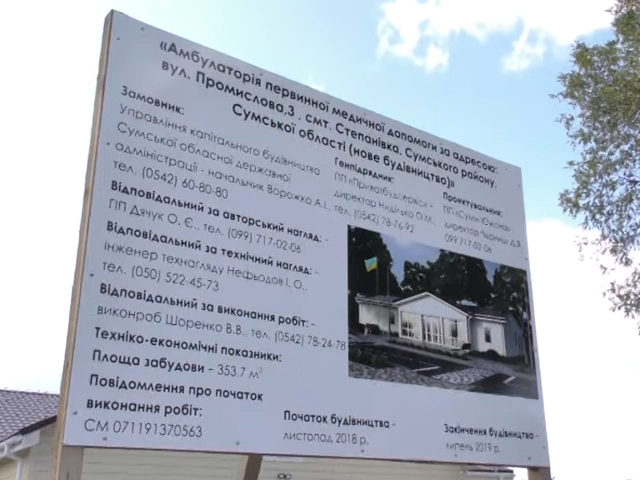 «Амбулаторія первинної медичної допомоги за адресою:
вул. Промислова,3 , смт. Степанівка, Сумського району,
Сумської області (нове будівництво)»
Замовник:
Управління капітального будівництва
Сумської обласної державної
адміністрації - начальник Ворожко А.І.
тел. (0542) 60-80-80
Відповідальний за авторський нагляд: -
ГІП Дячук О. Є., тел. (099) 717-02-06
Відповідальний за технічний нагляд: -
інженер технагляду Нефьодов І. О.,
тел. (050) 522-45-73
Відповідальний за виконання робіт: -
виконроб Шоренко В.В., тел. (0542) 78-24-78
Техніко-економічні показники:
Площа забудови – 353,7 м²
Повідомлення про початок
виконання робіт:
СМ 071191370563
Генпідрядник:
ПП «Приватбудсервіс» -
директор О.М.,
тел. (0542) 78-76-92
Проектувальник:
ПП «Суми
директор Д.В.
099 717 02 06
Початок будівництва –
листопад 2018 р.
Закінчення будівництва –
липень 2019 р.